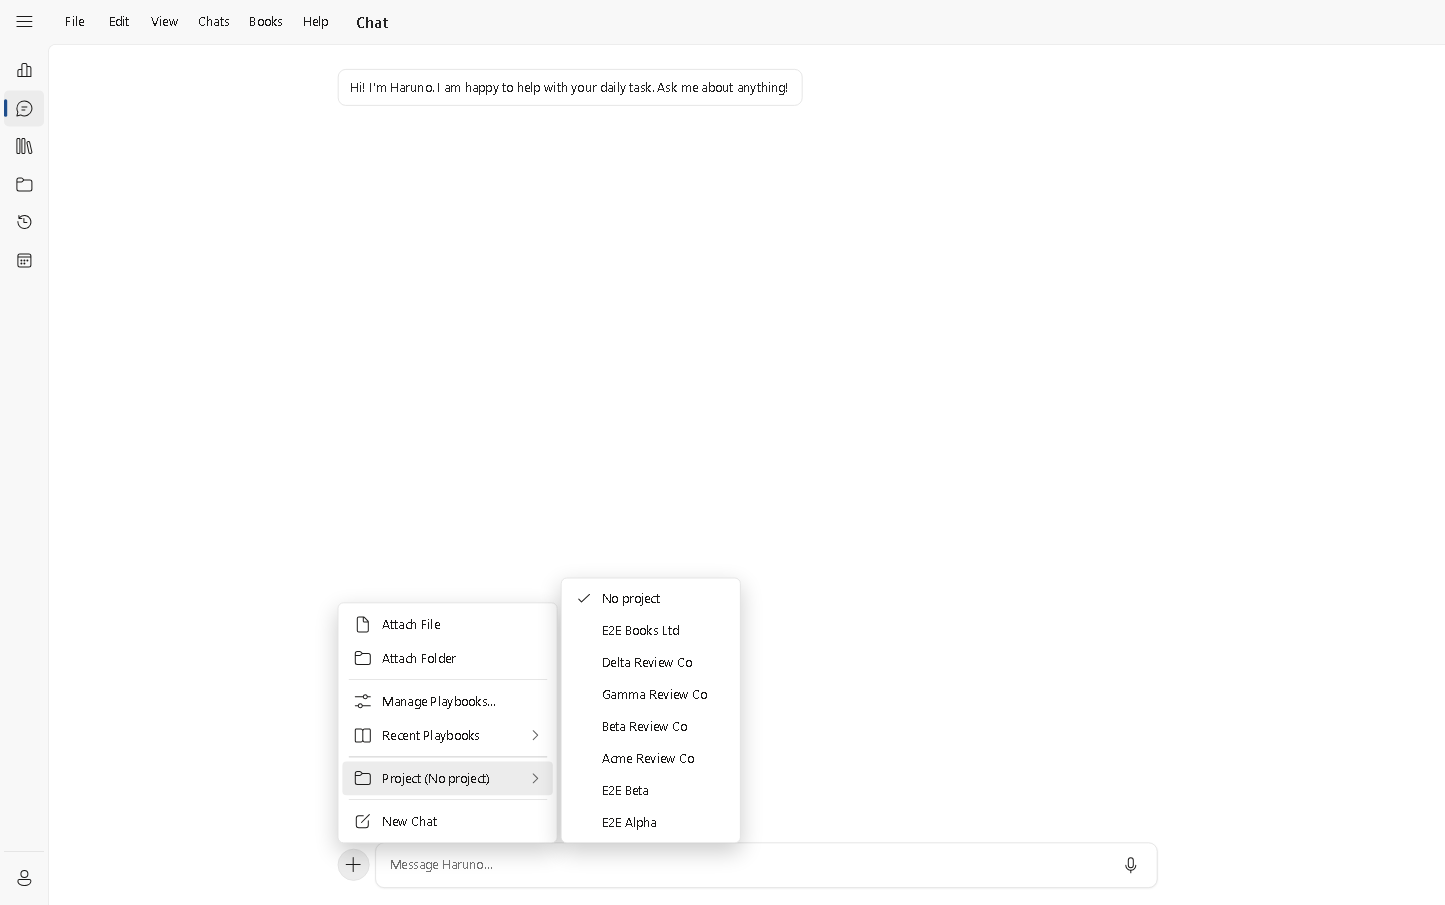 File Edit View Chats Books Help Chat
Hi! I'm Haruno. I am happy to help with your daily task. Ask me about anything!
Attach File
Attach Folder
Manage Playbooks...
Recent Playbooks
Project (No project)
New Chat
No project
E2E Books Ltd
Delta Review Co
Gamma Review Co
Beta Review Co
Acme Review Co
E2E Beta
E2E Alpha
Message Haruno...